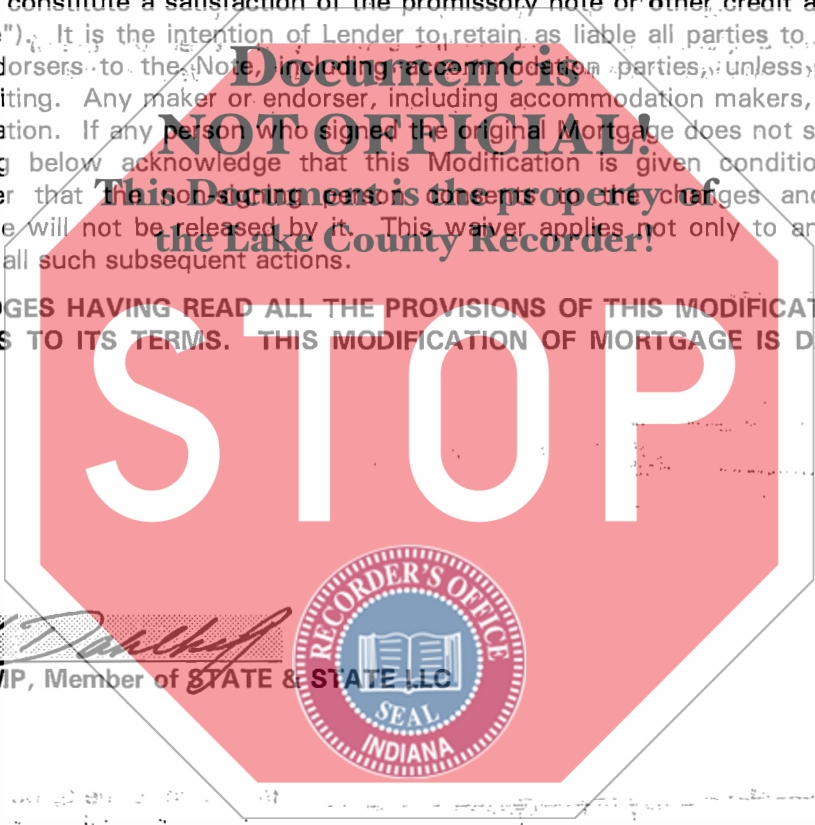 constitute a satisfaction of the promissory note or other credit a
"). It is the intention of Lender to retain as liable all parties to
dorsers to the Note, including accommodation parties, unless
iting. Any maker or endorser, including accommodation makers,
ation. If any person who signed the original Mortgage does not s
g below acknowledge that this Modification is given conditio
er that the non-signing person consents to the changes and
e will not be released by it. This waiver applies not only to an
all such subsequent actions.
Document is
NOT OFFICIAL!
This Document is the property of
the Lake County Recorder!
GES HAVING READ ALL THE PROVISIONS OF THIS MODIFICAT
S TO ITS TERMS. THIS MODIFICATION OF MORTGAGE IS D
STOP
Dahlkamp
MP, Member of STATE & STATE LLC
RECORDER'S OFFICE
SEAL
INDIANA